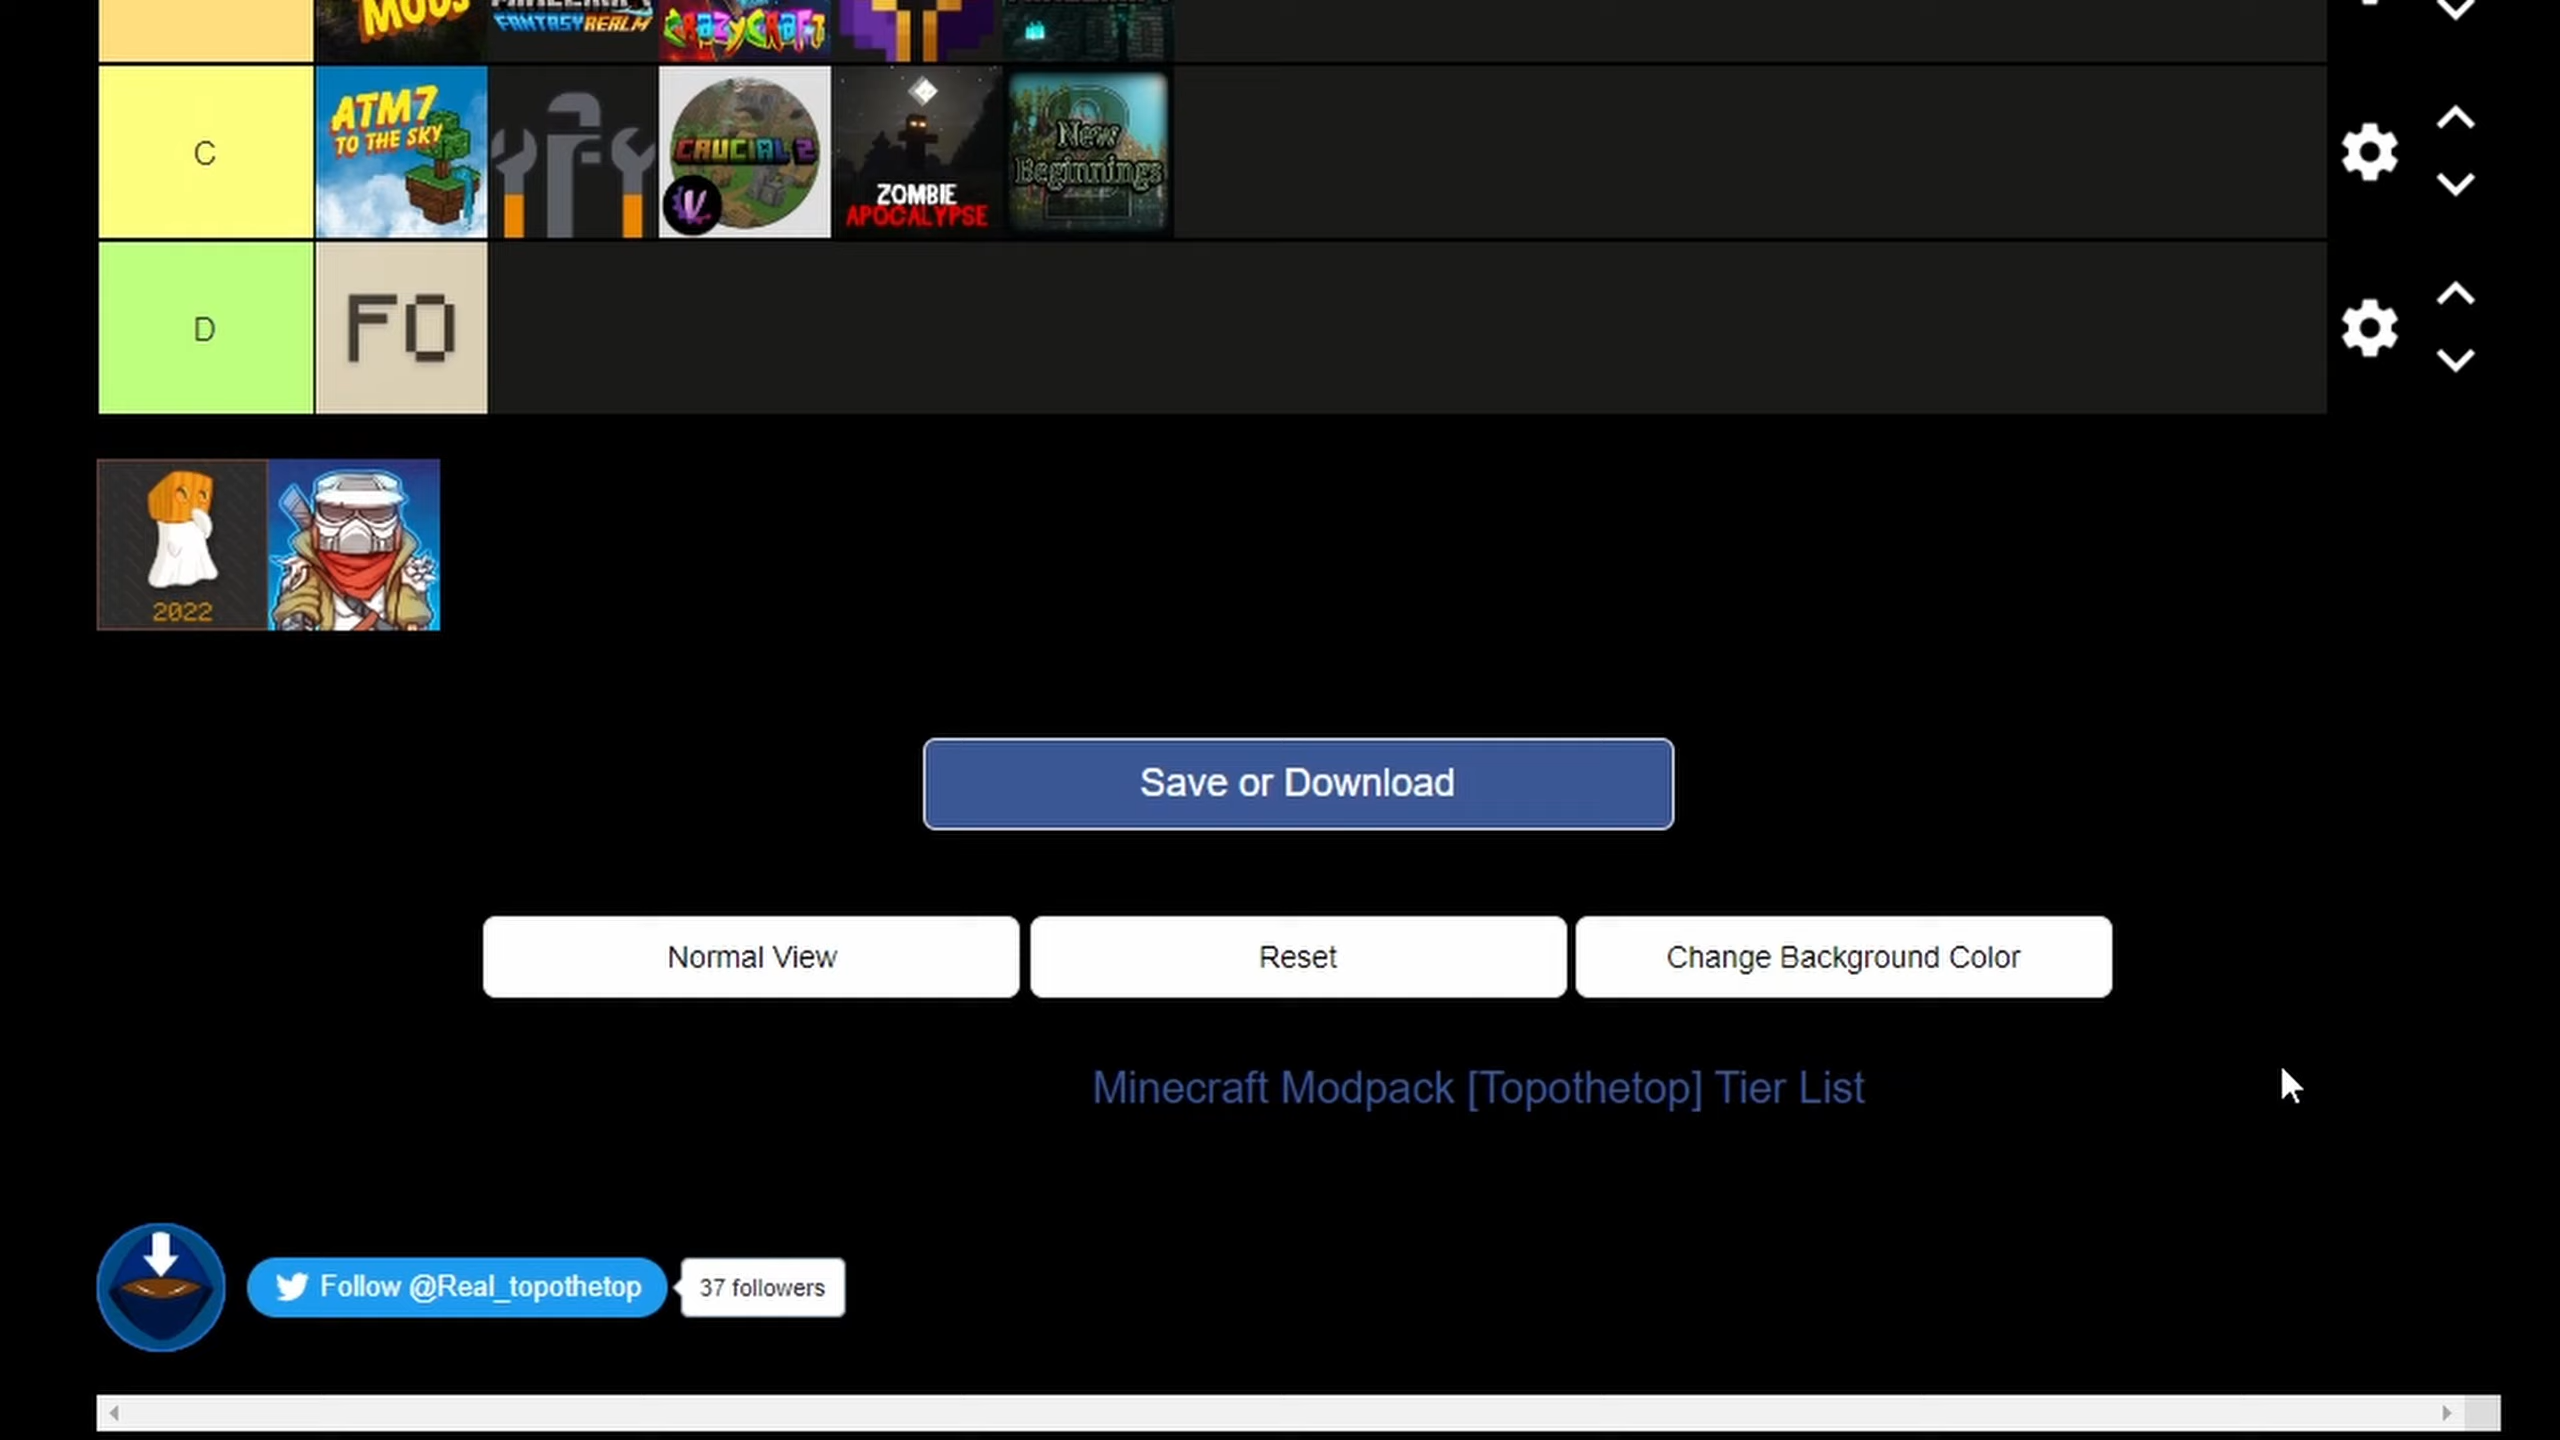 MODS
FANTASY REALM
CRAZYCRAFT
C
ATM7
TO THE SKY
CRUCIAL 2
V
ZOMBIE
APOCALYPSE
New
Beginnings
D
FO
2022
Save or Download
Normal View
Reset
Change Background Color
Minecraft Modpack [Topothetop] Tier List
Follow @Real_topothetop
37 followers